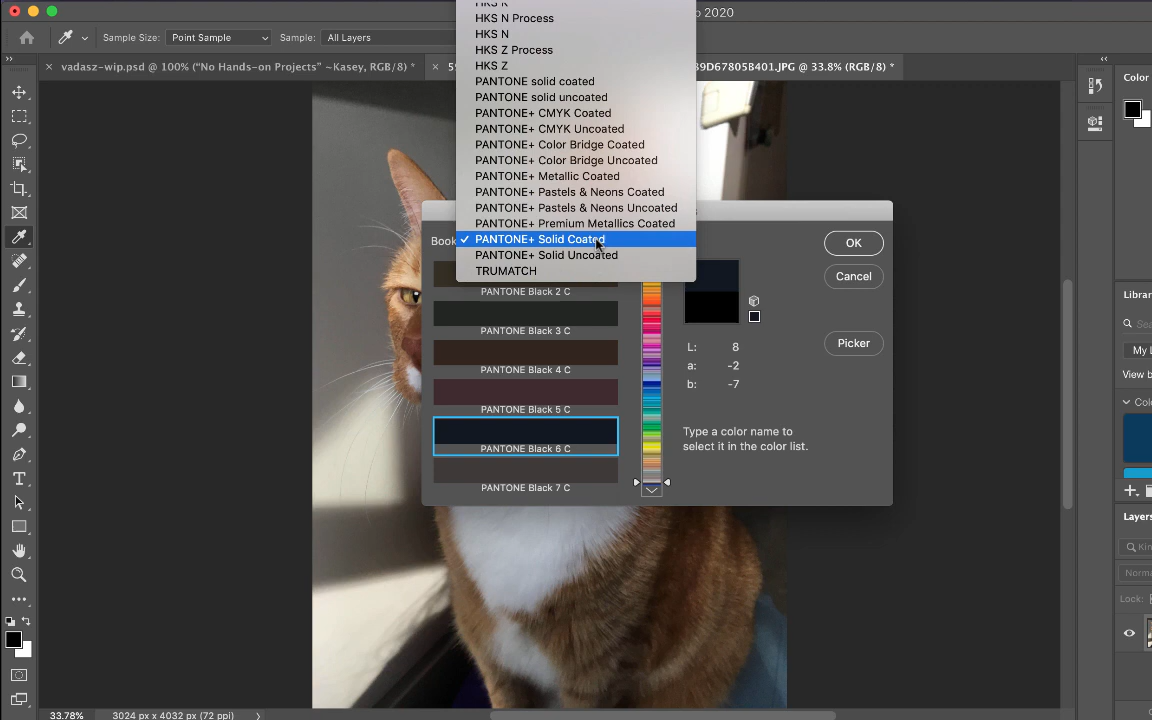 HKS N Process
HKS N
HKS Z Process
HKS Z
PANTONE solid coated
PANTONE solid uncoated
PANTONE+ CMYK Coated
PANTONE+ CMYK Uncoated
PANTONE+ Color Bridge Coated
PANTONE+ Color Bridge Uncoated
PANTONE+ Metallic Coated
PANTONE+ Pastels & Neons Coated
PANTONE+ Pastels & Neons Uncoated
PANTONE+ Premium Metallics Coated
PANTONE+ Solid Coated
PANTONE+ Solid Uncoated
TRUMATCH
2020
Sample Size: Point Sample Sample: All Layers
vadasz-wip.psd @ 100% ("No Hands-on Projects" ~Kasey, RGB/8) *
89D67805B401.JPG @ 33.8% (RGB/8) *
Book
PANTONE Black 2 C
PANTONE Black 3 C
PANTONE Black 4 C
PANTONE Black 5 C
PANTONE Black 6 C
PANTONE Black 7 C
OK
Cancel
Picker
L: 8
a: -2
b: -7
Type a color name to
select it in the color list.
Color
Librar
My L
View b
Colo
Layers
Norma
Lock:
33.78% 3024 px x 4032 px (72 ppi)